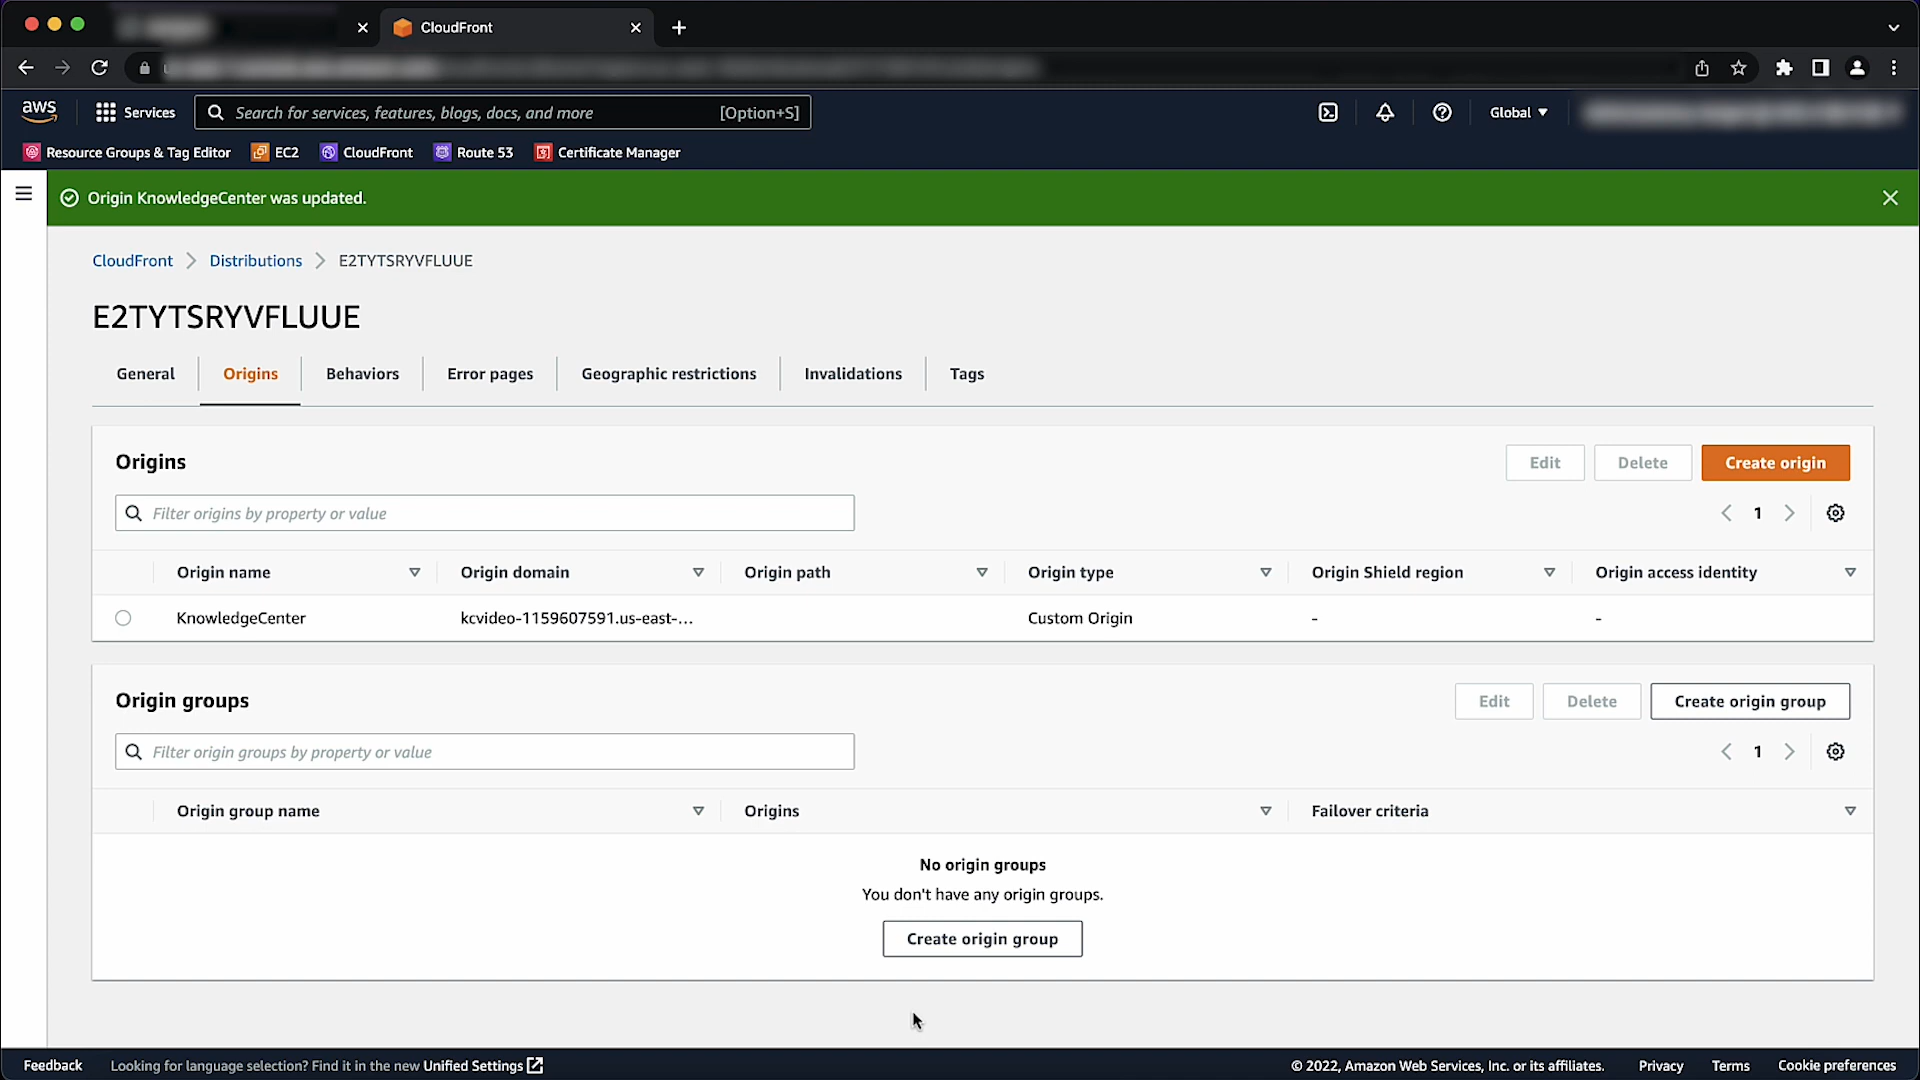 CloudFront
aws Services Search for services, features, blogs, docs, and more [Option+S] Global
Resource Groups & Tag Editor EC2 CloudFront Route 53 Certificate Manager
Origin KnowledgeCenter was updated.
CloudFront Distributions E2TYTSRYVFLUUE
E2TYTSRYVFLUUE
General Origins Behaviors Error pages Geographic restrictions Invalidations Tags
Origins Edit Delete Create origin
Filter origins by property or value 1
Origin name Origin domain Origin path Origin type Origin Shield region Origin access identity
KnowledgeCenter kcvideo-1159607591.us-east-... Custom Origin - -
Origin groups Edit Delete Create origin group
Filter origin groups by property or value 1
Origin group name Origins Failover criteria
No origin groups
You don't have any origin groups.
Create origin group
Feedback Looking for language selection? Find it in the new Unified Settings © 2022, Amazon Web Services, Inc. or its affiliates. Privacy Terms Cookie preferences